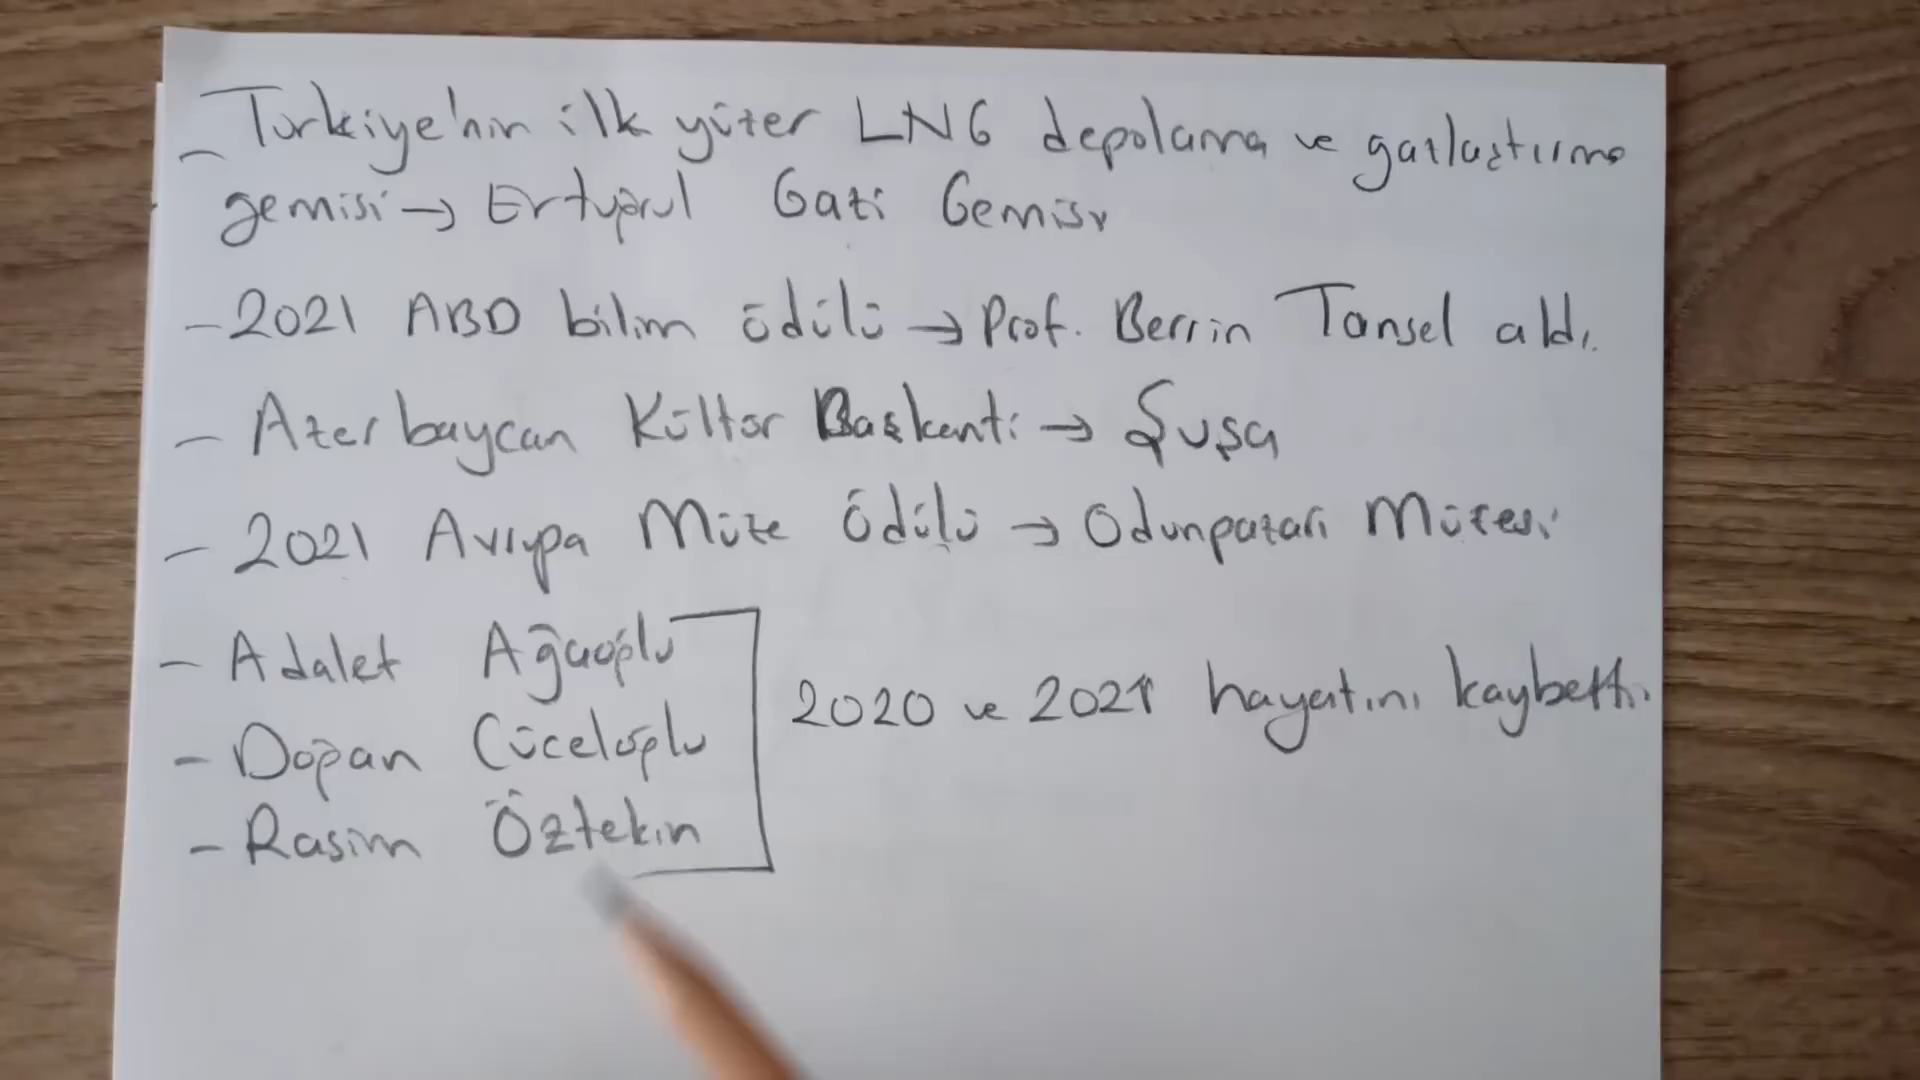 - Türkiye'nin ilk yüzer LNG depolama ve gazlaştırma
gemisi → Ertuğrul Gazi Gemisi
- 2021 ABD bilim ödülü → Prof. Berrin Tansel aldı.
- Azerbaycan Kültür Başkenti → Şuşa
- 2021 Avrupa Müze Ödülü → Odunpazarı Müzesi
- Adalet Ağaoğlu
- Doğan Cüceloğlu
- Rasim Öztekin
2020 ve 2021 hayatını kaybetti.